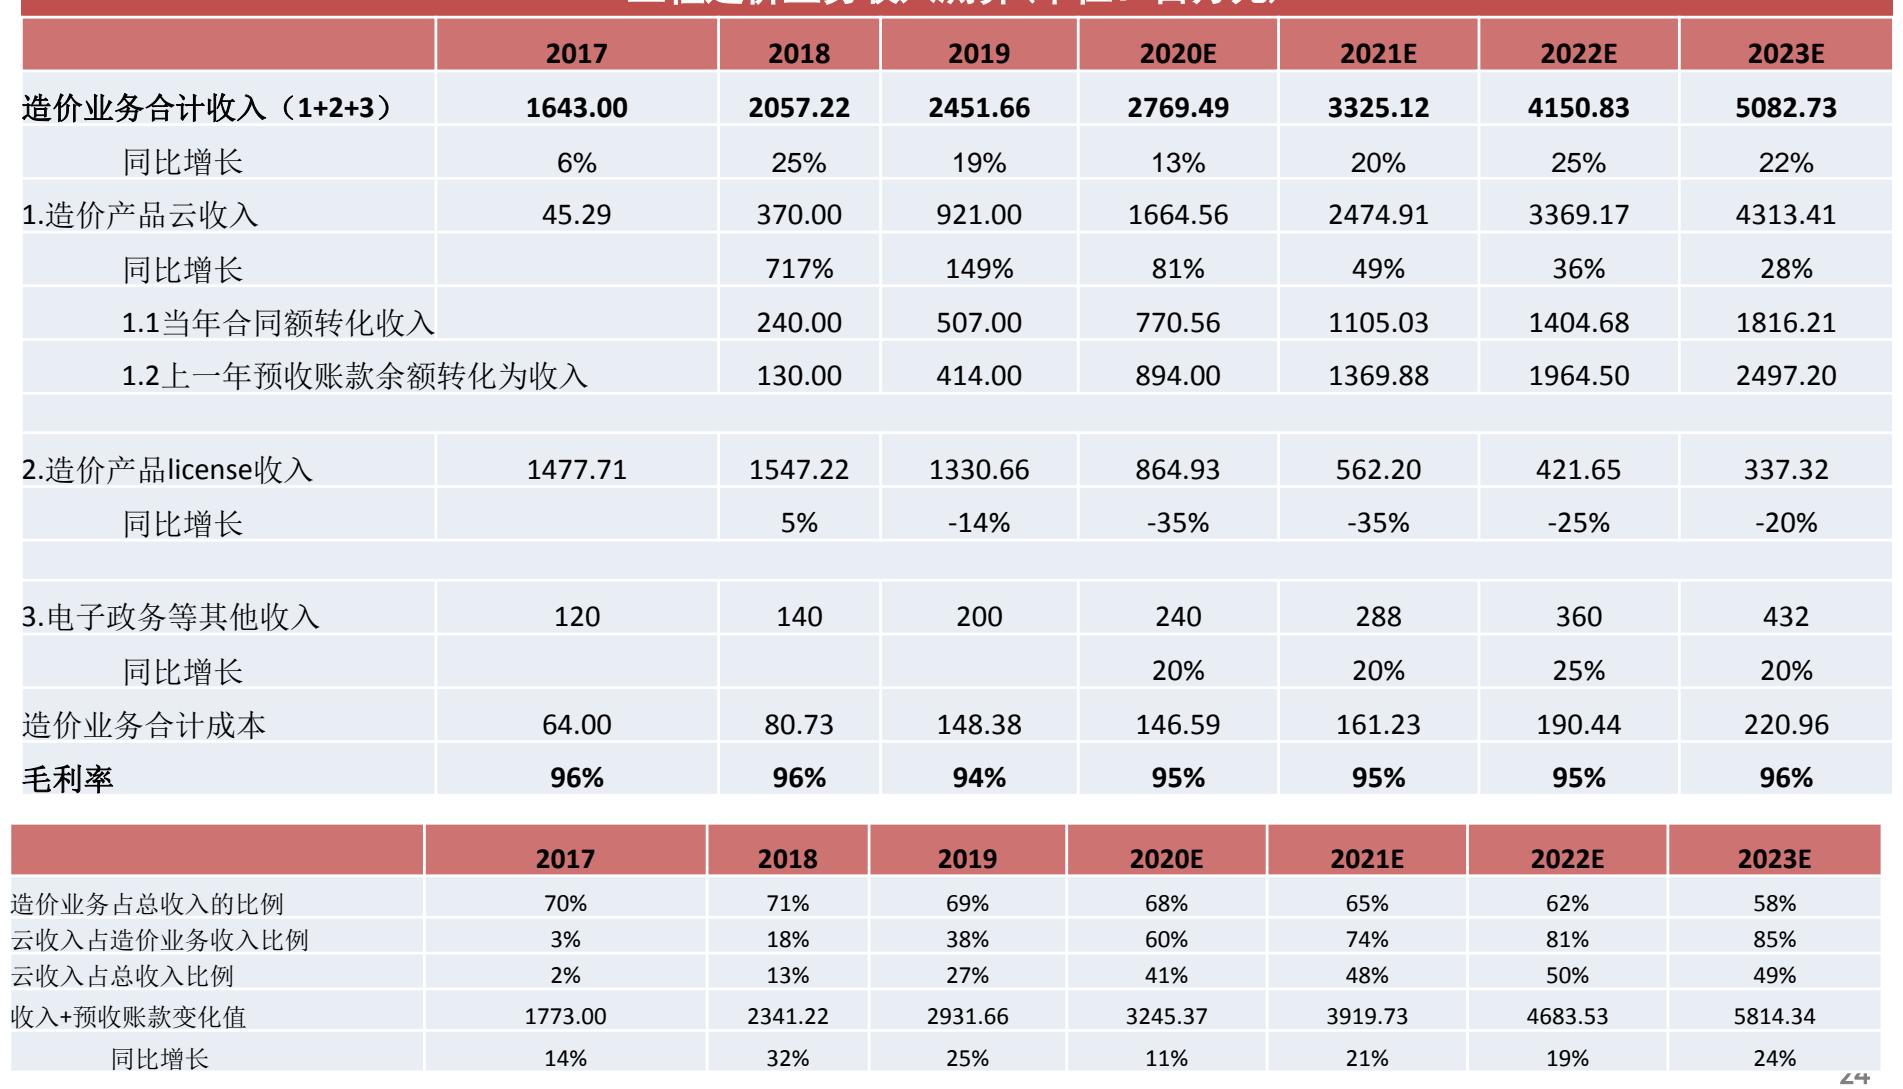 2017 2018 2019 2020E 2021E 2022E 2023E
造价业务合计收入（1+2+3） 1643.00 2057.22 2451.66 2769.49 3325.12 4150.83 5082.73
同比增长 6% 25% 19% 13% 20% 25% 22%
1.造价产品云收入 45.29 370.00 921.00 1664.56 2474.91 3369.17 4313.41
同比增长 717% 149% 81% 49% 36% 28%
1.1当年合同额转化收入 240.00 507.00 770.56 1105.03 1404.68 1816.21
1.2上一年预收账款余额转化为收入 130.00 414.00 894.00 1369.88 1964.50 2497.20
2.造价产品license收入 1477.71 1547.22 1330.66 864.93 562.20 421.65 337.32
同比增长 5% -14% -35% -35% -25% -20%
3.电子政务等其他收入 120 140 200 240 288 360 432
同比增长 20% 20% 25% 20%
造价业务合计成本 64.00 80.73 148.38 146.59 161.23 190.44 220.96
毛利率 96% 96% 94% 95% 95% 95% 96%
2017 2018 2019 2020E 2021E 2022E 2023E
造价业务占总收入的比例 70% 71% 69% 68% 65% 62% 58%
云收入占造价业务收入比例 3% 18% 38% 60% 74% 81% 85%
云收入占总收入比例 2% 13% 27% 41% 48% 50% 49%
收入+预收账款变化值 1773.00 2341.22 2931.66 3245.37 3919.73 4683.53 5814.34
同比增长 14% 32% 25% 11% 21% 19% 24%
24